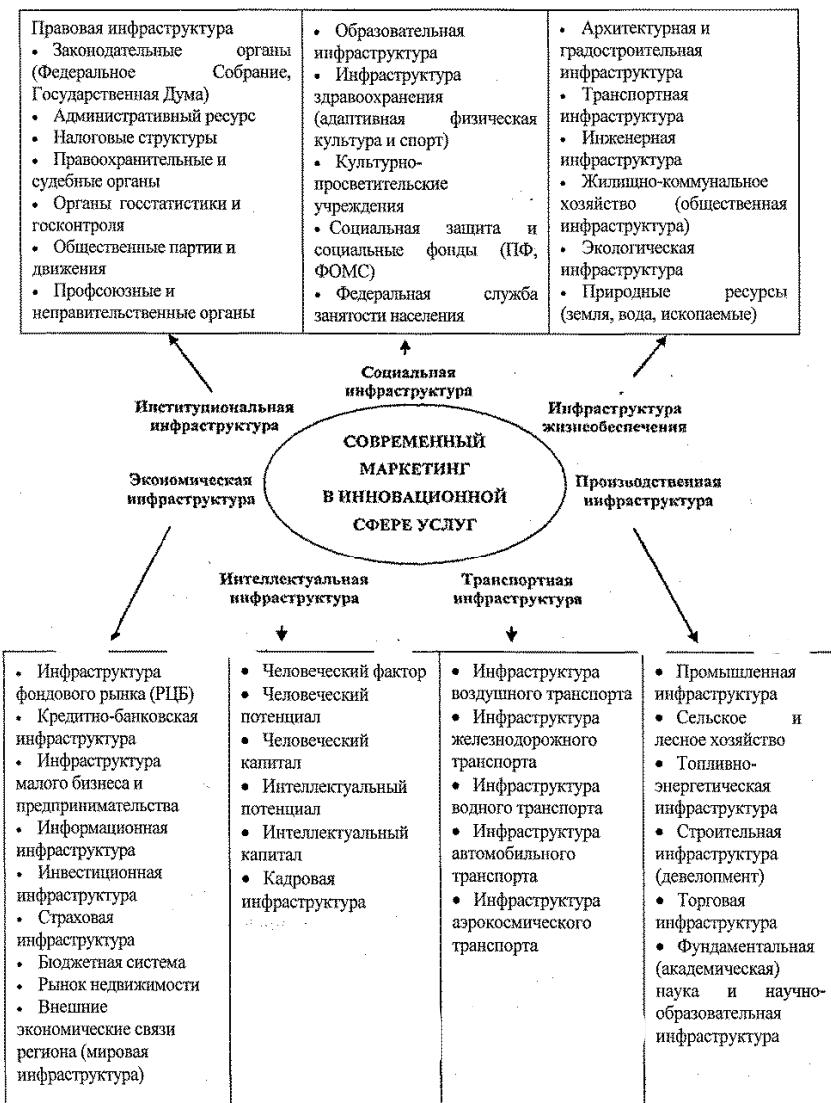 Правовая инфраструктура
• Законодательные органы
(Федеральное Собрание,
Государственная Дума)
• Административный ресурс
• Налоговые структуры
• Правоохранительные и
судебные органы
• Органы госстатистики и
госконтроля
• Общественные партии и
движения
• Профсоюзные и
неправительственные органы
• Образовательная
инфраструктура
• Инфраструктура
здравоохранения
(адаптивная физическая
культура и спорт)
• Культурно-
просветительские
учреждения
• Социальная защита и
социальные фонды (ПФ,
ФОМС)
• Федеральная служба
занятости населения
• Архитектурная и
градостроительная
инфраструктура
• Транспортная
инфраструктура
• Инженерная
инфраструктура
• Жилищно-коммунальное
хозяйство (общественная
инфраструктура)
• Экологическая
инфраструктура
• Природные ресурсы
(земля, вода, ископаемые)
Социальная
инфраструктура
Институциональная
инфраструктура
Инфраструктура
жизнеобеспечения
СОВРЕМЕННЫЙ
МАРКЕТИНГ
В ИННОВАЦИОННОЙ
СФЕРЕ УСЛУГ
Экономическая
инфраструктура
Производственная
инфраструктура
Интеллектуальная
инфраструктура
Транспортная
инфраструктура
• Инфраструктура
фондового рынка (РЦБ)
• Кредитно-банковская
инфраструктура
• Инфраструктура
малого бизнеса и
предпринимательства
• Информационная
инфраструктура
• Инвестиционная
инфраструктура
• Страховая
инфраструктура
• Бюджетная система
• Рынок недвижимости
• Внешние
экономические связи
региона (мировая
инфраструктура)
• Человеческий фактор
• Человеческий
потенциал
• Человеческий
капитал
• Интеллектуальный
потенциал
• Интеллектуальный
капитал
• Кадровая
инфраструктура
• Инфраструктура
воздушного транспорта
• Инфраструктура
железнодорожного
транспорта
• Инфраструктура
водного транспорта
• Инфраструктура
автомобильного
транспорта
• Инфраструктура
аэрокосмического
транспорта
• Промышленная
инфраструктура
• Сельское и
лесное хозяйство
• Топливно-
энергетическая
инфраструктура
• Строительная
инфраструктура
(девелопмент)
• Торговая
инфраструктура
• Фундаментальная
(академическая)
наука и научно-
образовательная
инфраструктура